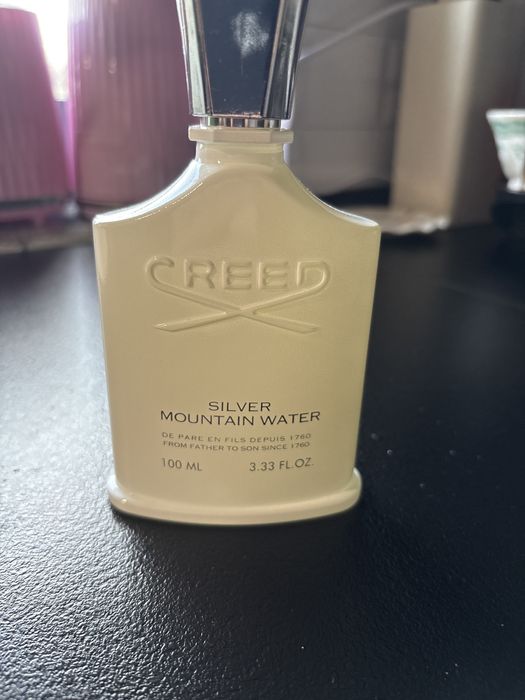 CREED
SILVER
MOUNTAIN WATER
DE PARE EN FILS DEPUIS 1760
FROM FATHER TO SON SINCE 1760
100 ML 3.33 FL.OZ.